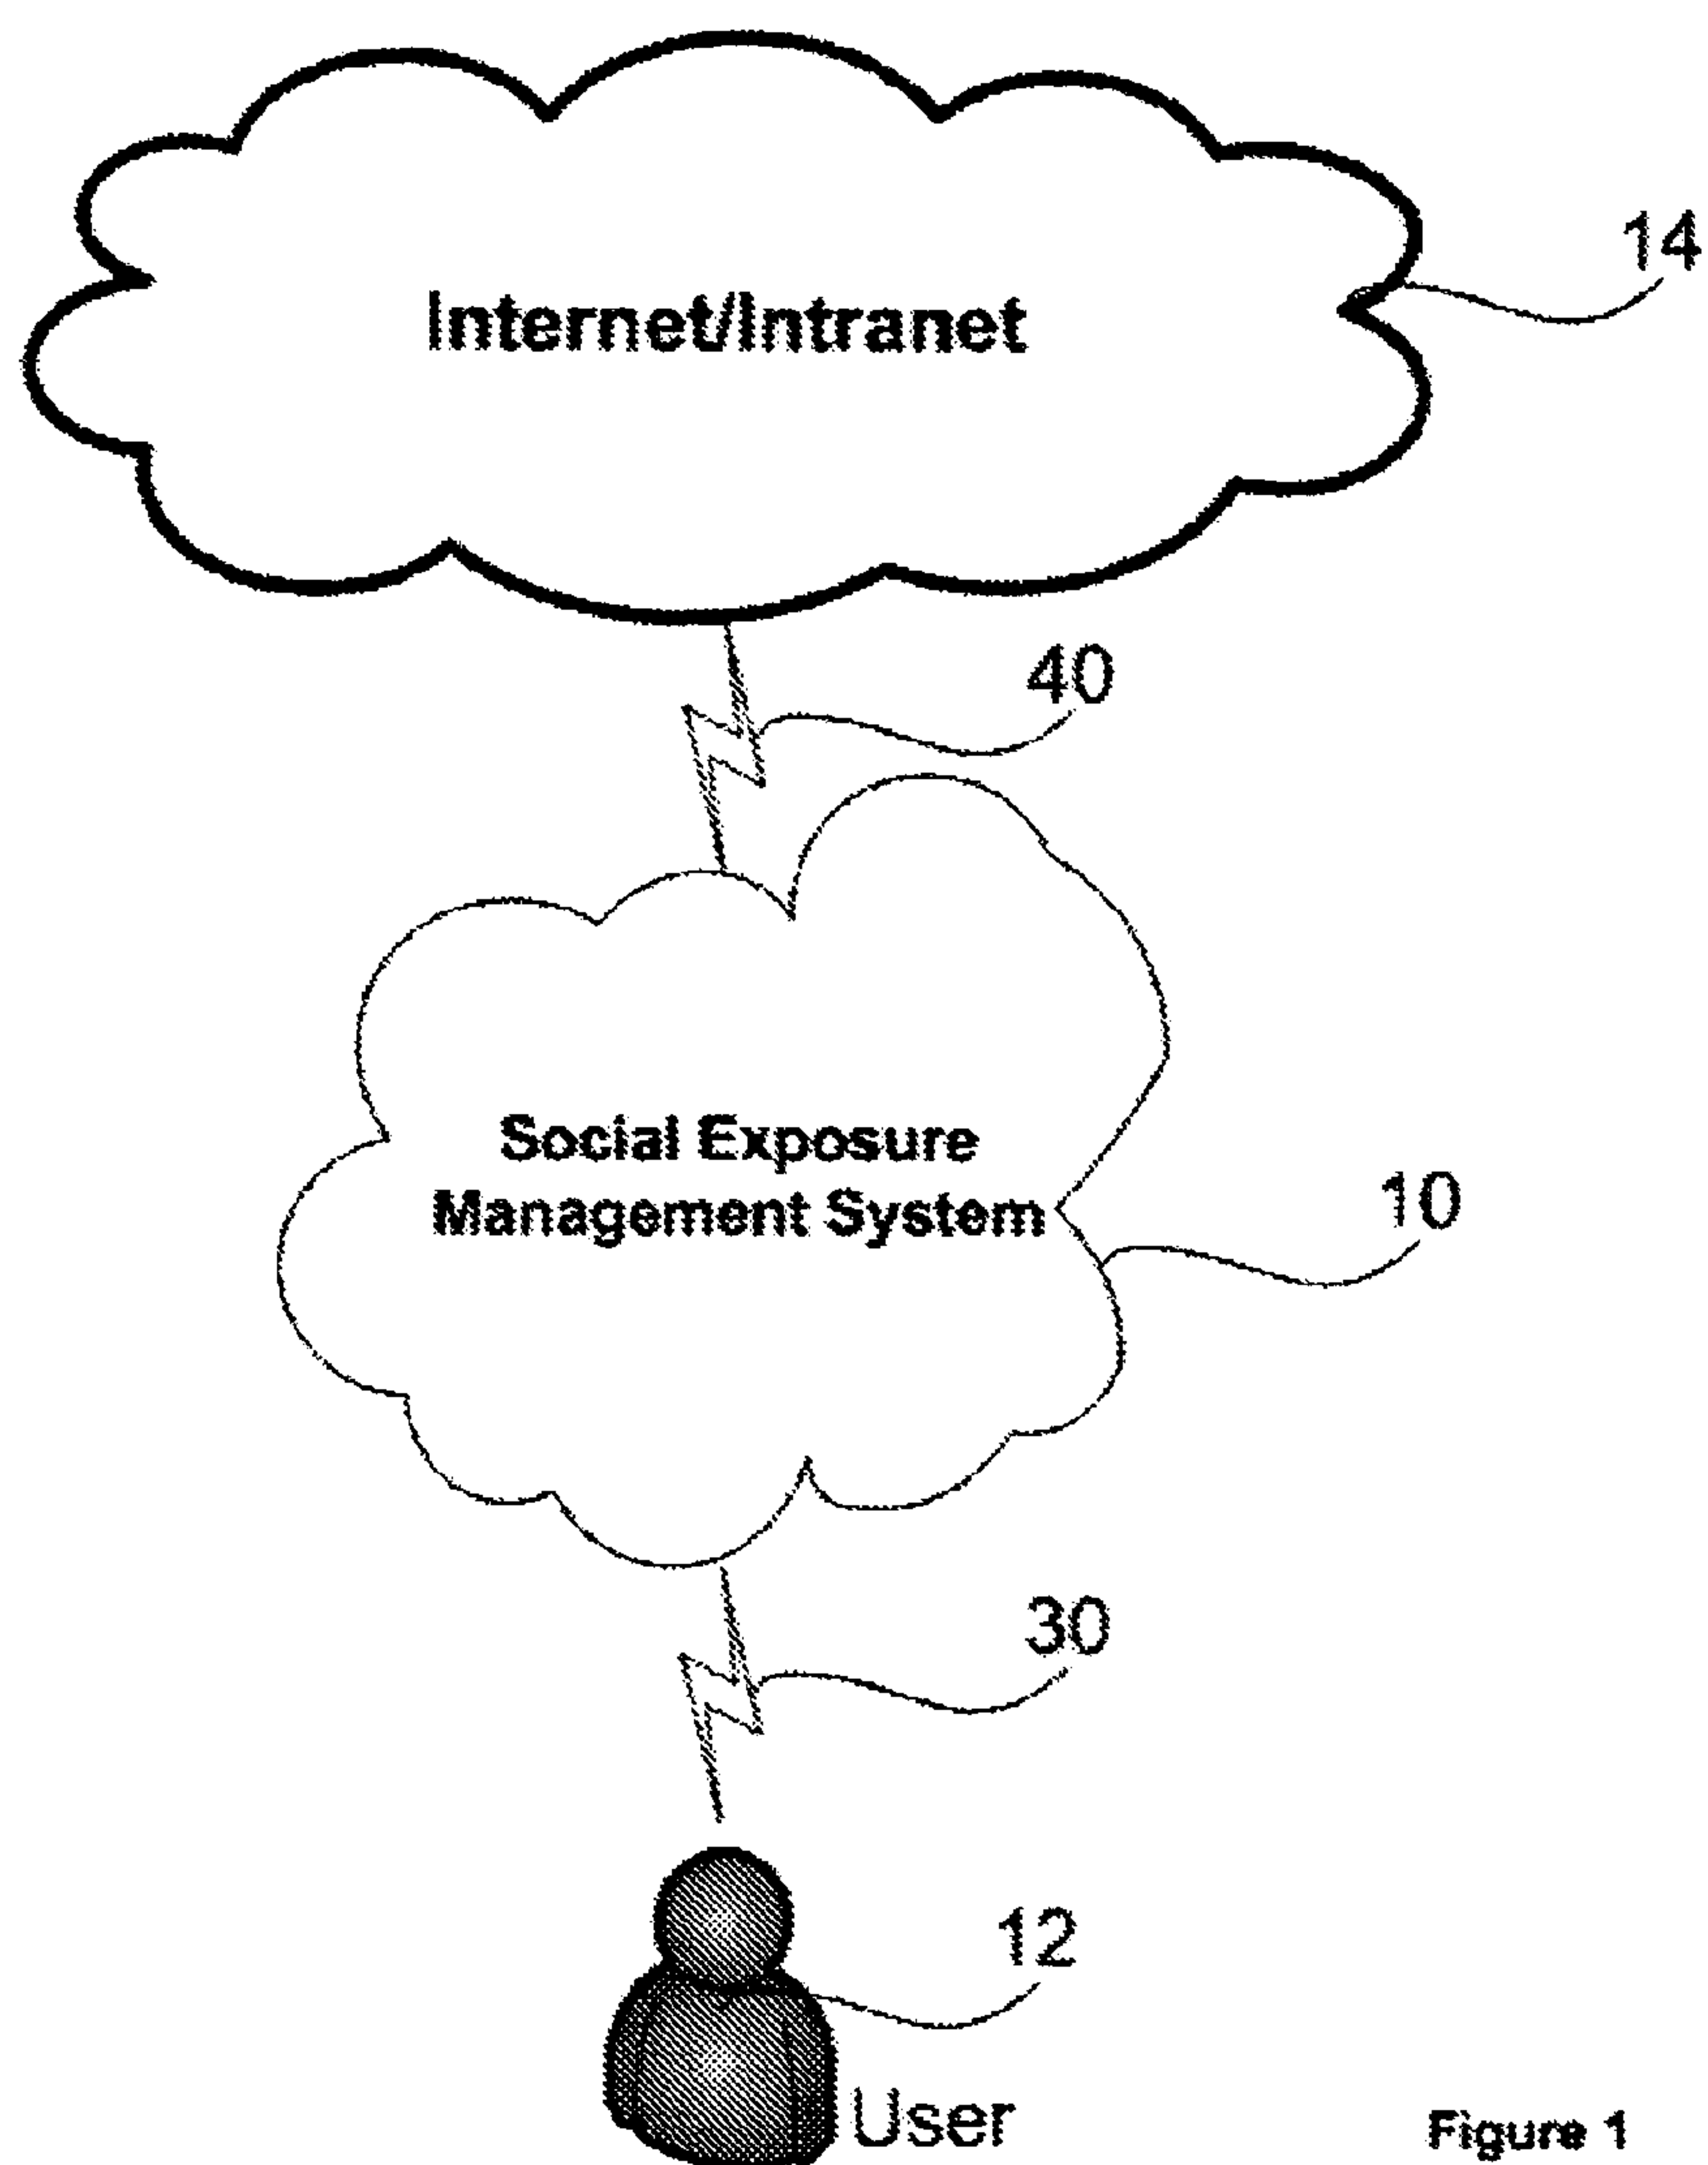 14
Internet/Intranet
40
Social Exposure
Management System
10
30
12
User
Figure 1